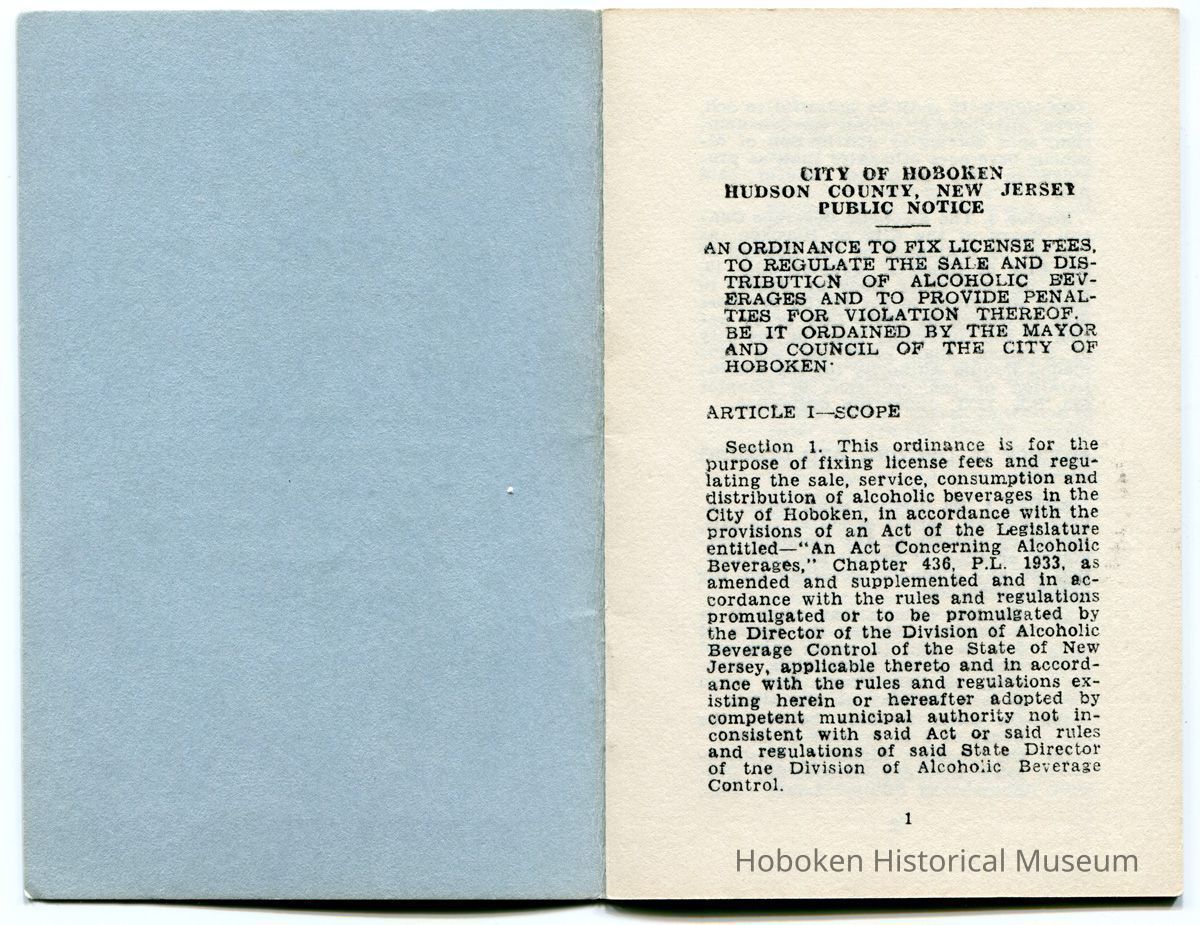 CITY OF HOBOKEN
HUDSON COUNTY, NEW JERSEY
PUBLIC NOTICE
AN ORDINANCE TO FIX LICENSE FEES,
TO REGULATE THE SALE AND DIS-
TRIBUTION OF ALCOHOLIC BEV-
ERAGES AND TO PROVIDE PENAL-
TIES FOR VIOLATION THEREOF.
BE IT ORDAINED BY THE MAYOR
AND COUNCIL OF THE CITY OF
HOBOKEN·
ARTICLE I—SCOPE
Section 1. This ordinance is for the
purpose of fixing license fees and regu-
lating the sale, service, consumption and
distribution of alcoholic beverages in the
City of Hoboken, in accordance with the
provisions of an Act of the Legislature
entitled—“An Act Concerning Alcoholic
Beverages,” Chapter 436, P.L. 1933, as
amended and supplemented and in ac-
cordance with the rules and regulations
promulgated or to be promulgated by
the Director of the Division of Alcoholic
Beverage Control of the State of New
Jersey, applicable thereto and in accord-
ance with the rules and regulations ex-
isting herein or hereafter adopted by
competent municipal authority not in-
consistent with said Act or said rules
and regulations of said State Director
of the Division of Alcoholic Beverage
Control.
1
Hoboken Historical Museum